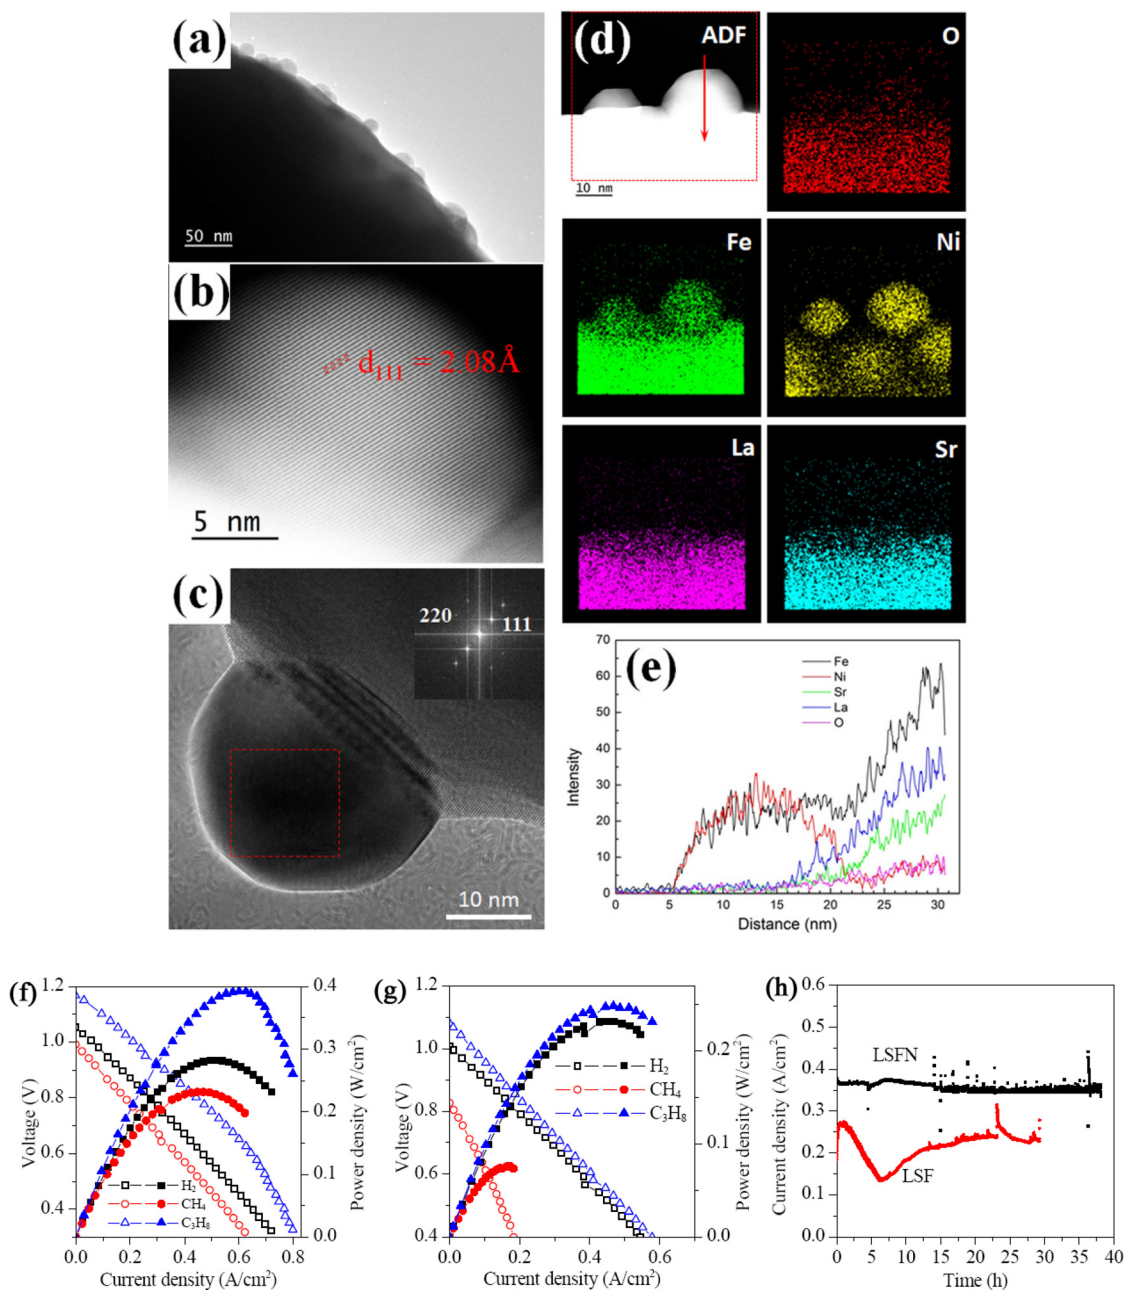 (a)
50 nm
(b)
d111 = 2.08Å
5 nm
(c)
220
111
10 nm
(d)
ADF
10 nm
O
Fe
Ni
La
Sr
(e)
Fe
Ni
Sr
La
O
70
60
50
40
30
20
10
0
Intensity
0 5 10 15 20 25 30
Distance (nm)
(f)
1.2
1.0
0.8
0.6
0.4
Voltage (V)
0.4
0.3
0.2
0.1
0.0
Power density (W/cm²)
H₂
CH₄
C₃H₈
0.0 0.2 0.4 0.6 0.8
Current density (A/cm²)
(g)
1.2
1.0
0.8
0.6
0.4
Voltage (V)
0.2
0.1
0.0
Power density (W/cm²)
H₂
CH₄
C₃H₈
0.0 0.2 0.4 0.6
Current density (A/cm²)
(h)
0.6
0.5
0.4
0.3
0.2
0.1
0.0
Current density (A/cm²)
LSFN
LSF
0 5 10 15 20 25 30 35 40
Time (h)